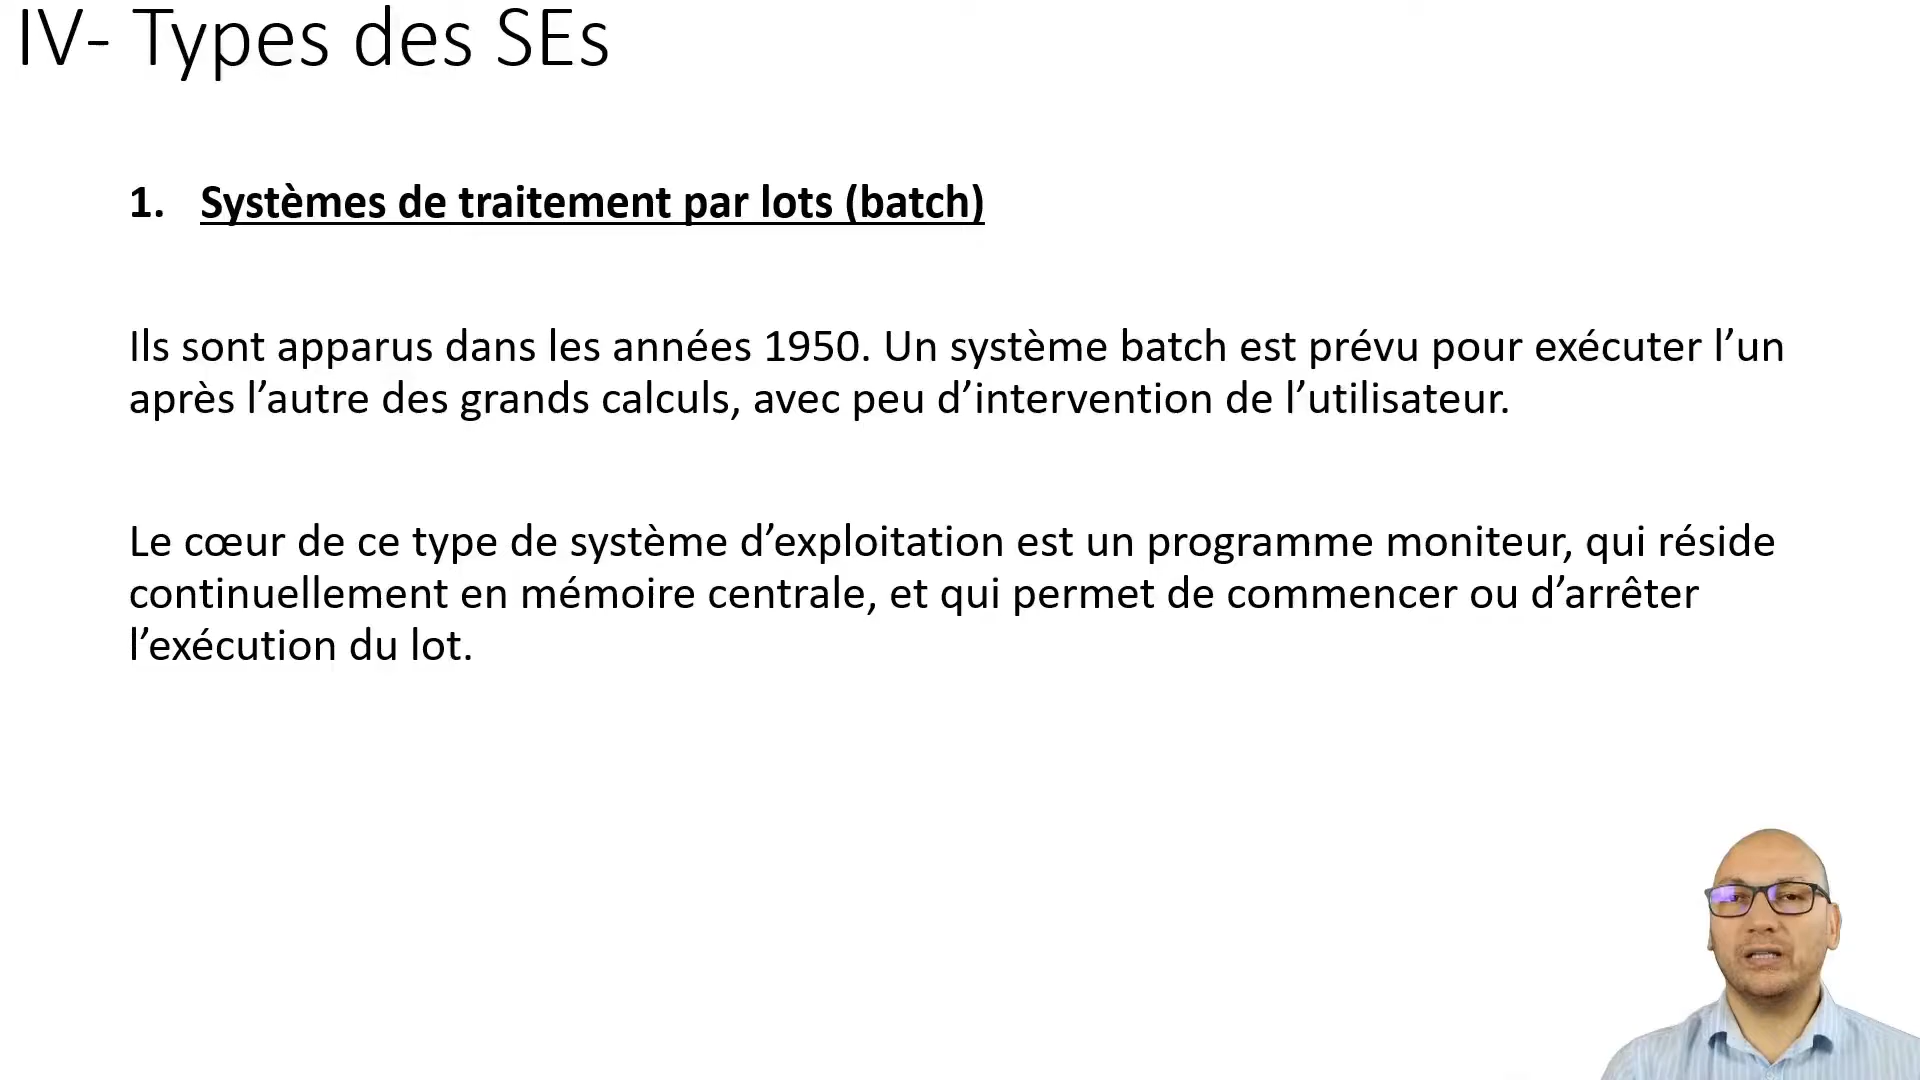 IV- Types des SEs
1. Systèmes de traitement par lots (batch)
Ils sont apparus dans les années 1950. Un système batch est prévu pour exécuter l’un
après l’autre des grands calculs, avec peu d’intervention de l’utilisateur.
Le cœur de ce type de système d’exploitation est un programme moniteur, qui réside
continuellement en mémoire centrale, et qui permet de commencer ou d’arrêter
l’exécution du lot.